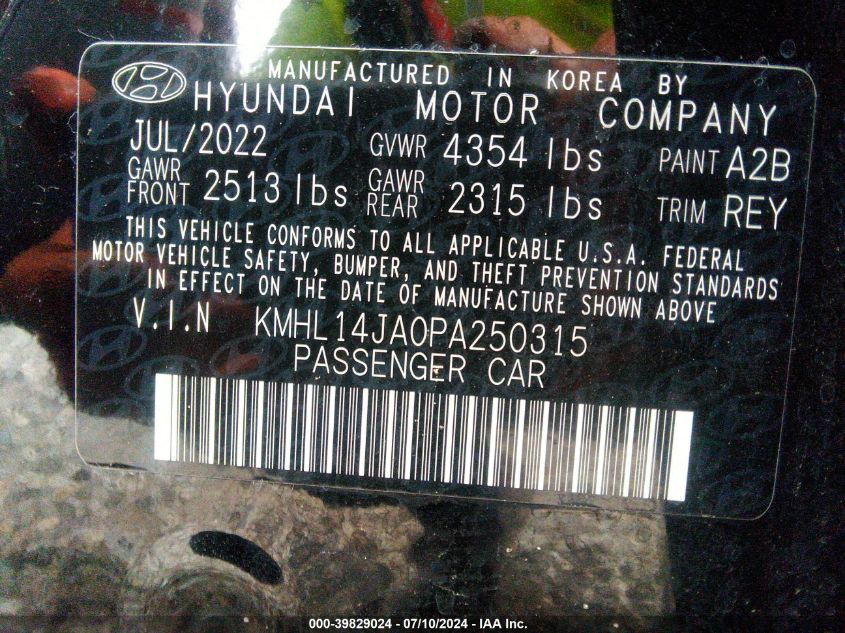 MANUFACTURED IN KOREA BY
HYUNDAI MOTOR COMPANY
JUL/2022 GVWR 4354 lbs PAINT A2B
GAWR FRONT 2513 lbs GAWR REAR 2315 lbs TRIM REY
THIS VEHICLE CONFORMS TO ALL APPLICABLE U.S.A. FEDERAL
MOTOR VEHICLE SAFETY, BUMPER, AND THEFT PREVENTION STANDARDS
IN EFFECT ON THE DATE OF MANUFACTURE SHOWN ABOVE
V.I.N KMHL14JA0PA250315
PASSENGER CAR
000-39829024 - 07/10/2024 - IAA Inc.